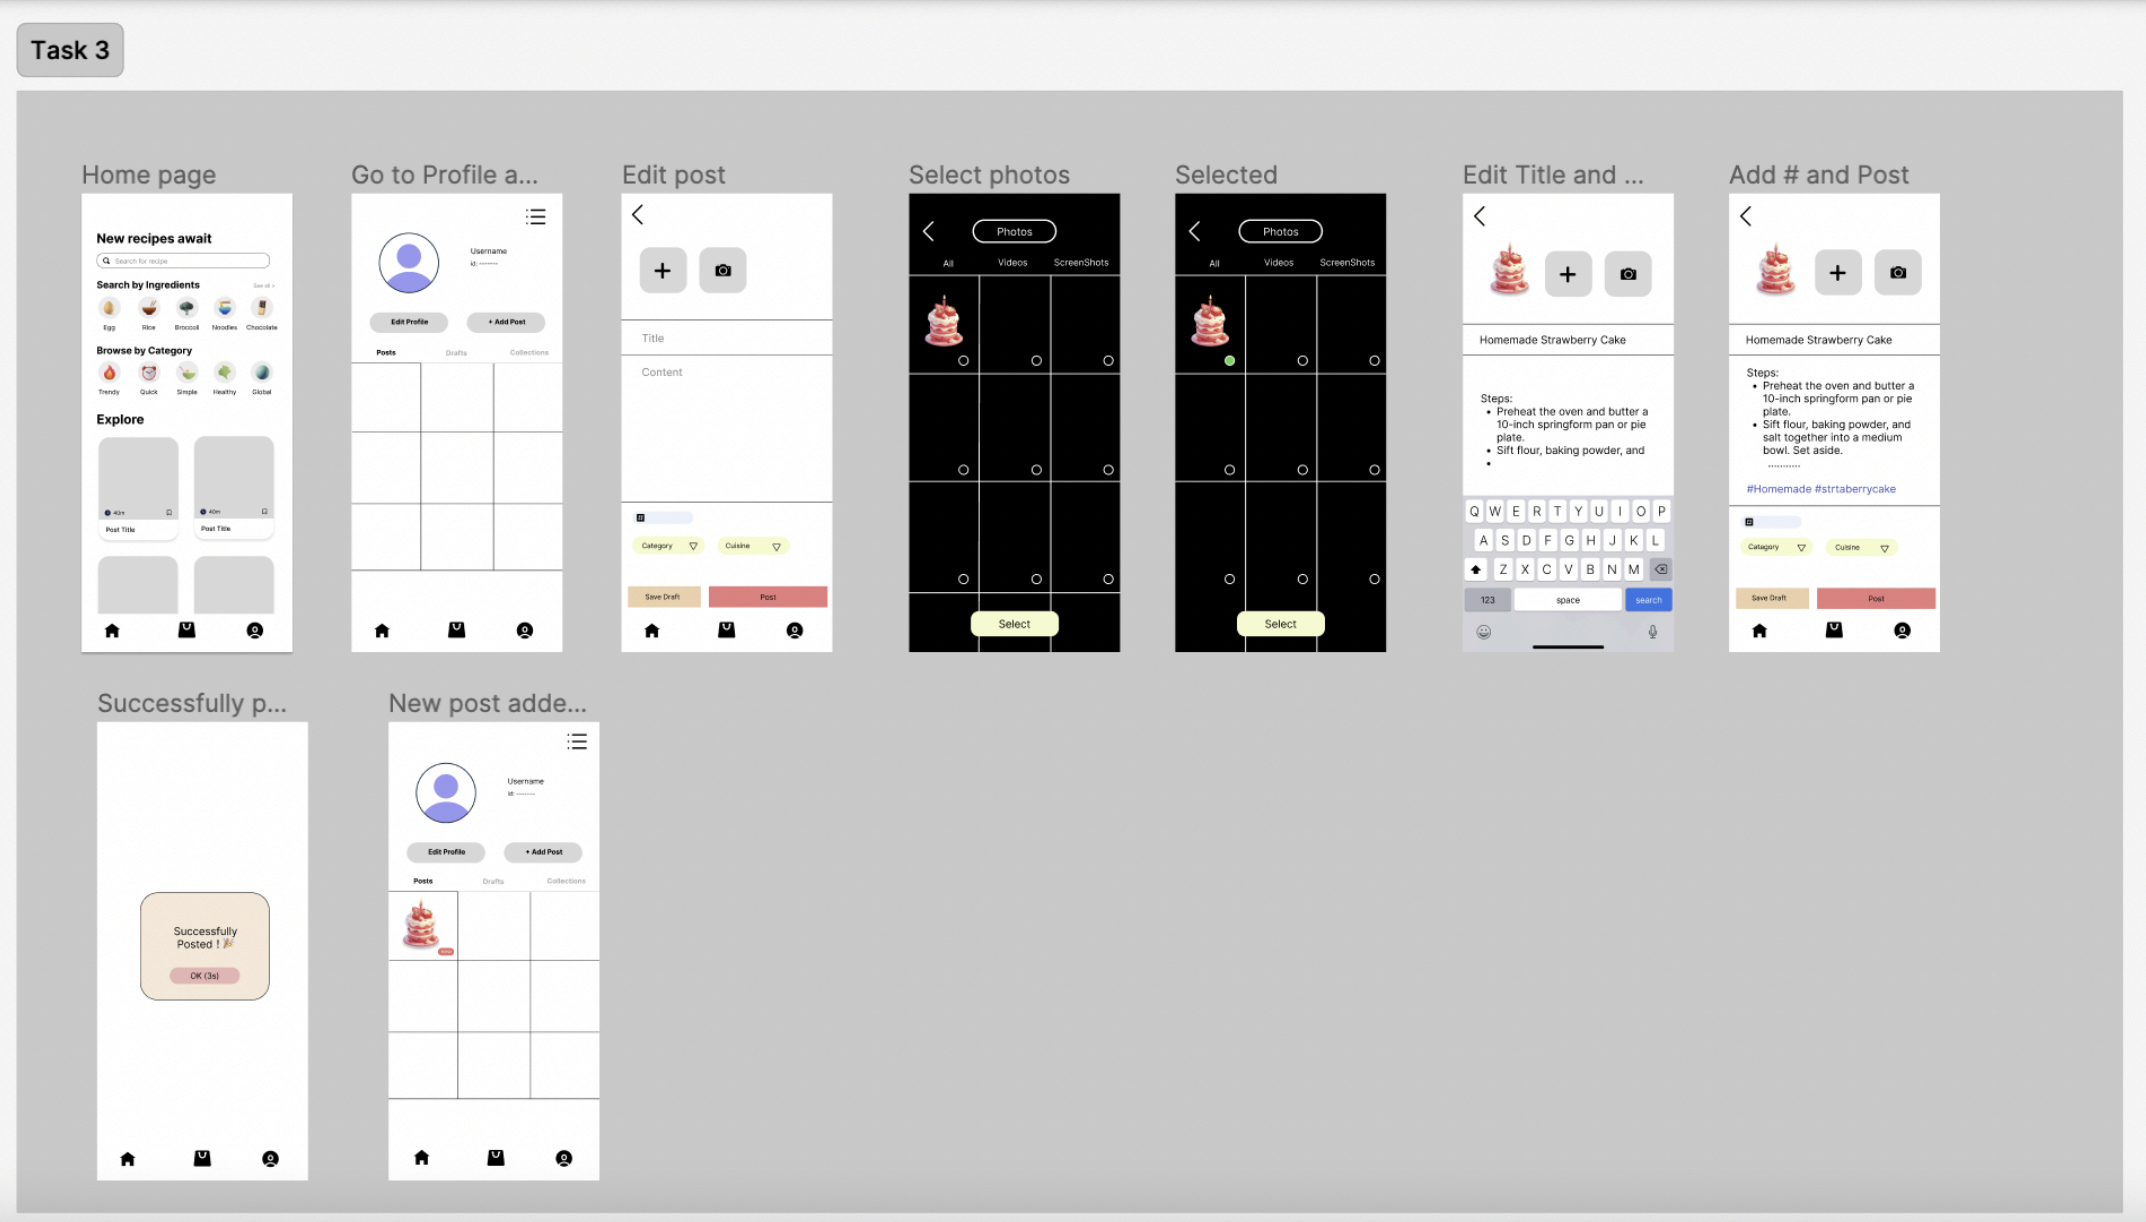 Task 3
Home page
New recipes await
Search for recipe
Search by Ingredients
See all >
Egg Rice Broccoli Noodles Chocolate
Browse by Category
Trendy Quick Simple Healthy Global
Explore
40m
40m
Post Title
Post Title
Go to Profile a...
Username
id: -------
Edit Profile
+ Add Post
Posts Drafts Collections
Edit post
Title
Content
Category
Cuisine
Save Draft
Post
Select photos
Photos
All Videos ScreenShots
Select
Selected
Photos
All Videos ScreenShots
Select
Edit Title and ...
Homemade Strawberry Cake
Steps:
• Preheat the oven and butter a
10-inch springform pan or pie
plate.
• Sift flour, baking powder, and
•
Q W E R T Y U I O P
A S D F G H J K L
Z X C V B N M
123 space search
Add # and Post
Homemade Strawberry Cake
Steps:
• Preheat the oven and butter a
10-inch springform pan or pie
plate.
• Sift flour, baking powder, and
salt together into a medium
bowl. Set aside.
...........
#Homemade #strtaberrycake
Catagory
Cuisine
Save Draft
Post
Successfully p...
Successfully
Posted ! 🎉
OK (3s)
New post adde...
Username
id: -------
Edit Profile
+ Add Post
Posts Drafts Collections